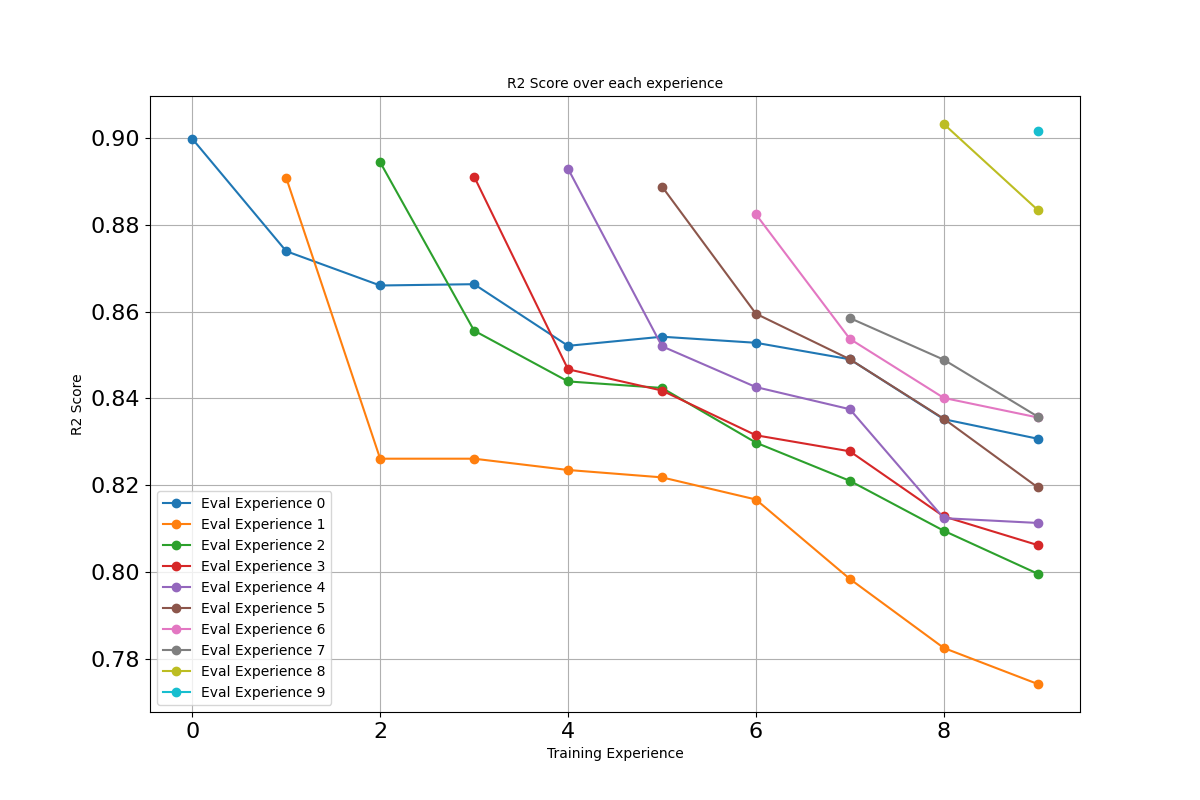 R2 Score over each experience
0.90
0.88
0.86
0.84
0.82
0.80
0.78
R2 Score
Eval Experience 0
Eval Experience 1
Eval Experience 2
Eval Experience 3
Eval Experience 4
Eval Experience 5
Eval Experience 6
Eval Experience 7
Eval Experience 8
Eval Experience 9
0 2 4 6 8
Training Experience